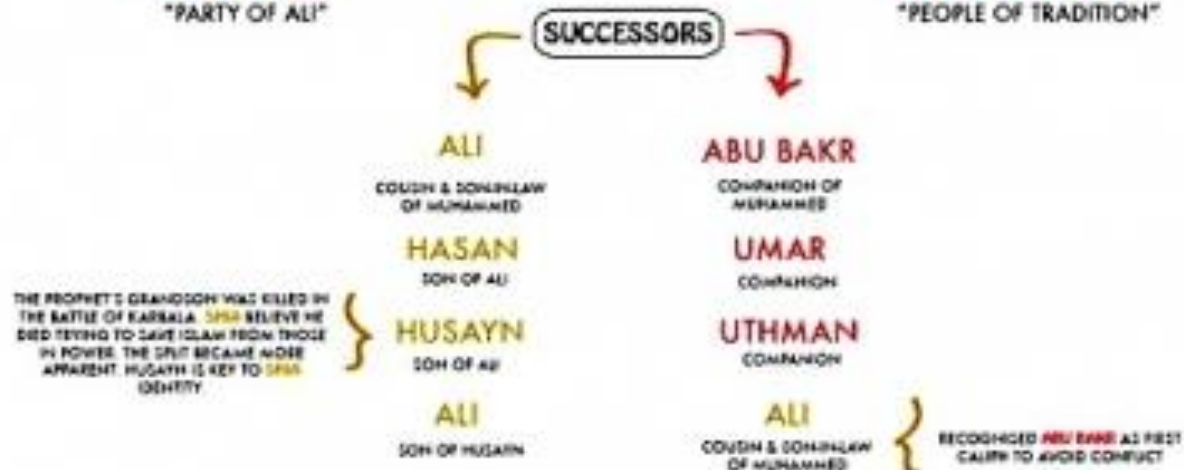 "PARTY OF ALI"
SUCCESSORS
"PEOPLE OF TRADITION"
ALI
COUSIN & SON-IN-LAW
OF MUHAMMED
HASAN
SON OF ALI
THE PROPHET'S GRANDSON WAS KILLED IN
THE BATTLE OF KARBALA. SHIA BELIEVE HE
DIED TRYING TO SAVE ISLAM FROM THOSE
IN POWER. THE SPLIT BECAME MORE
APPARENT. HUSAYN IS KEY TO SHIA
IDENTITY
HUSAYN
SON OF ALI
ALI
SON OF HUSAYN
ABU BAKR
COMPANION OF
MUHAMMED
UMAR
COMPANION
UTHMAN
COMPANION
ALI
COUSIN & SON-IN-LAW
OF MUHAMMED
RECOGNISED ABU BAKR AS FIRST
CALIPH TO AVOID CONFLICT